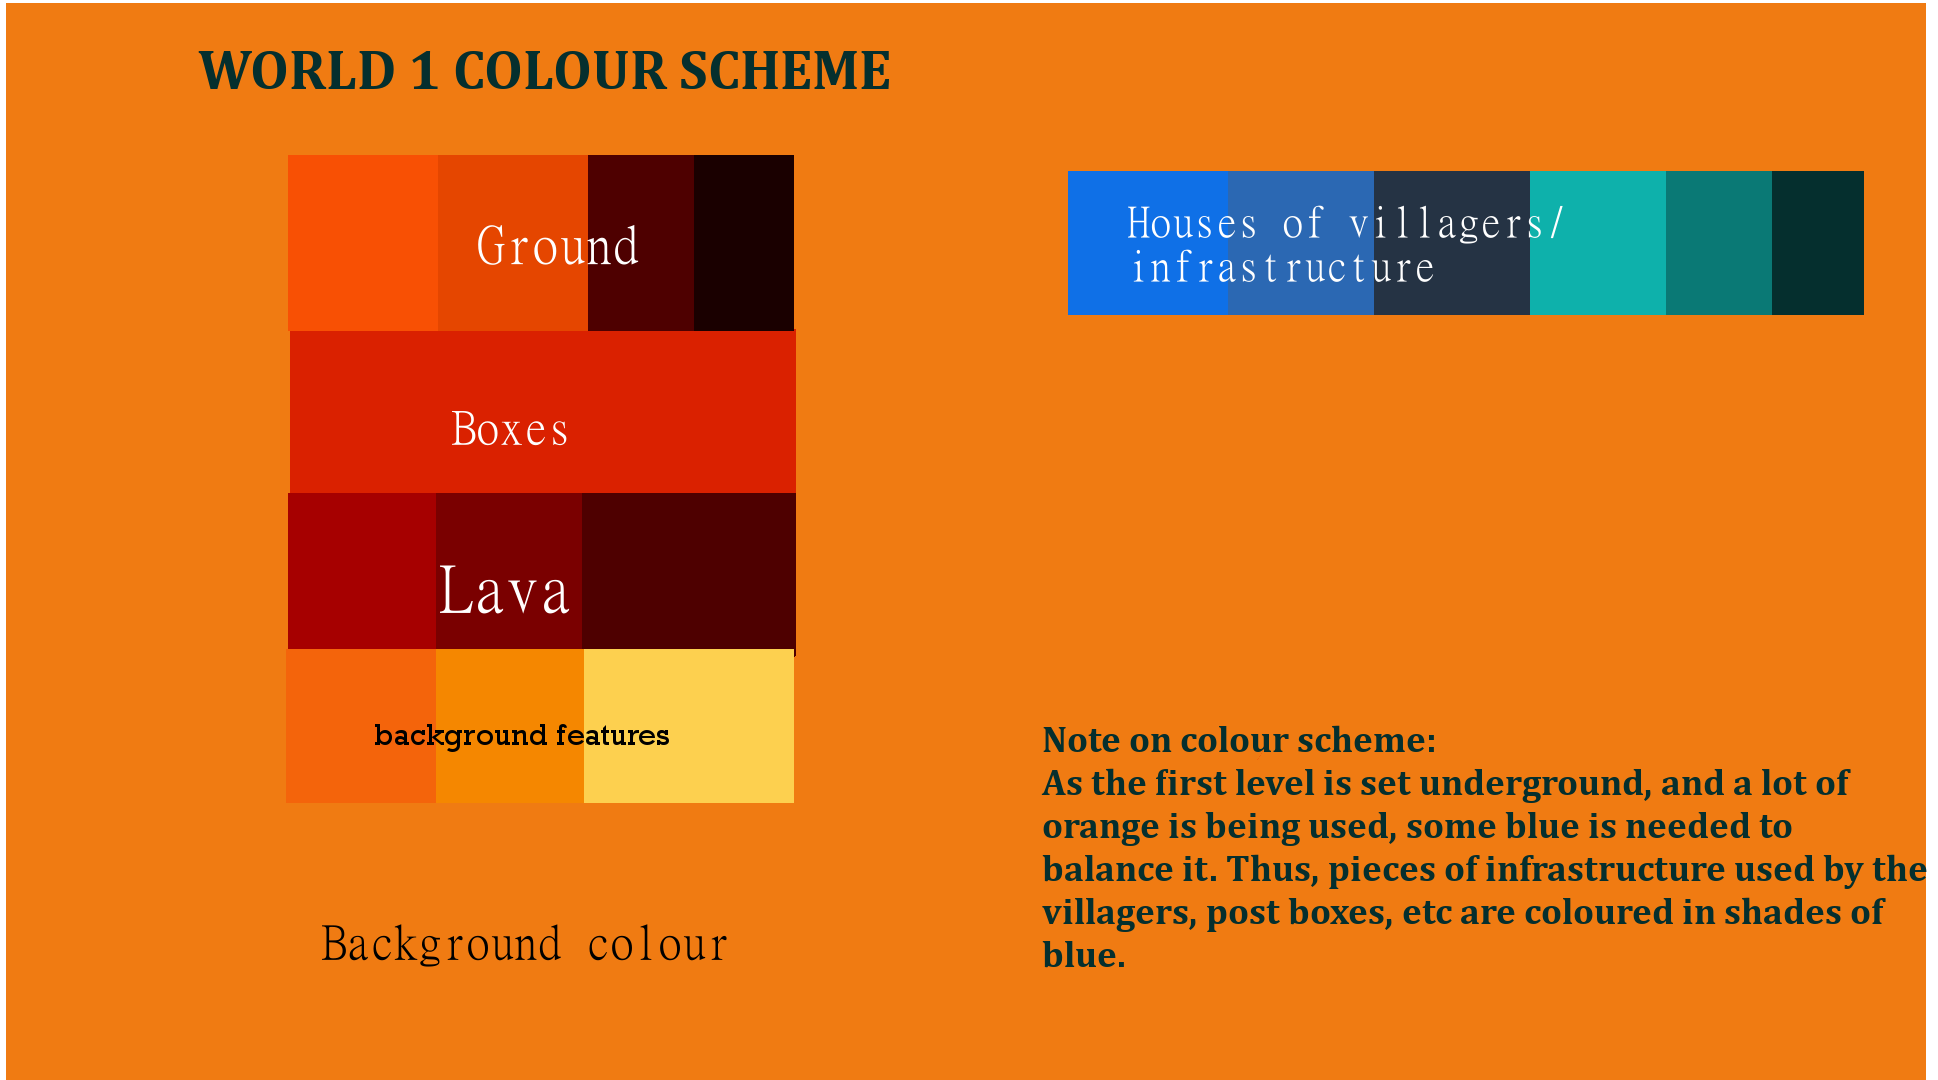 WORLD 1 COLOUR SCHEME
Ground
Boxes
Lava
background features
Background colour
Houses of villagers/
infrastructure
Note on colour scheme:
As the first level is set underground, and a lot of
orange is being used, some blue is needed to
balance it. Thus, pieces of infrastructure used by the
villagers, post boxes, etc are coloured in shades of
blue.